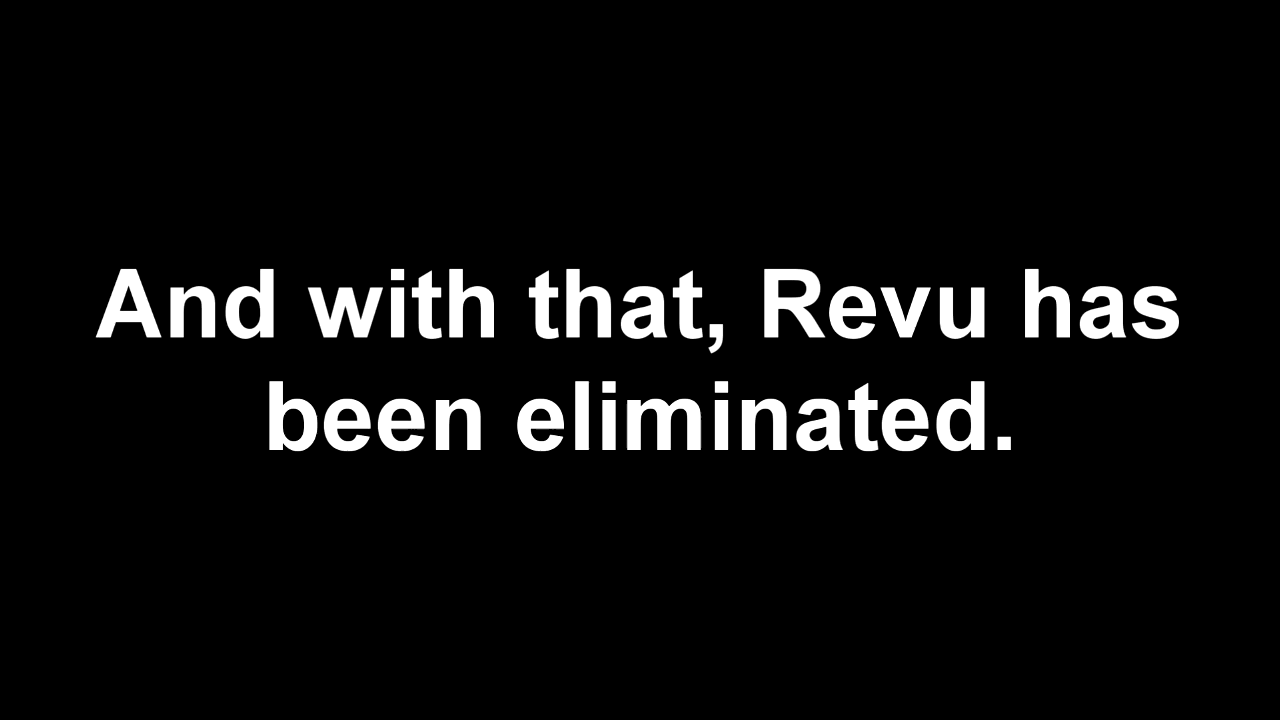 And with that, Revu has
been eliminated.